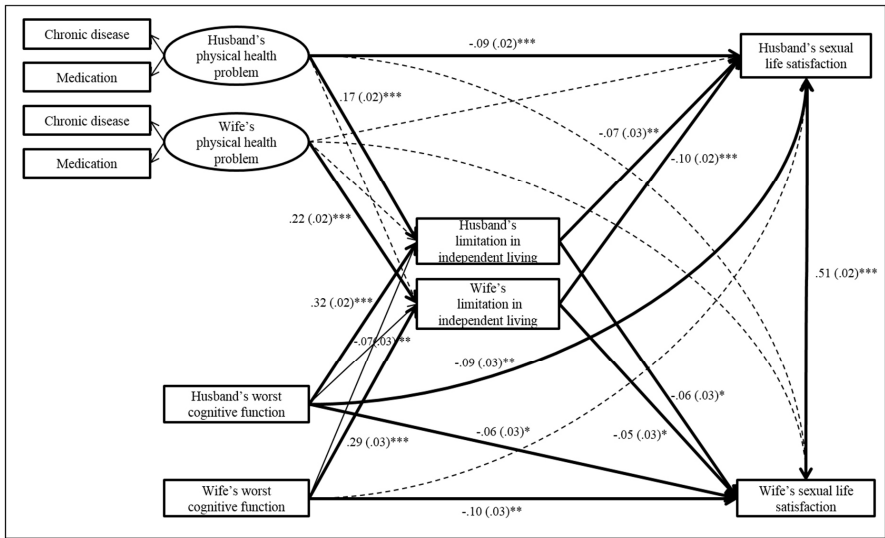 Chronic disease
Medication
Chronic disease
Medication
Husband's
physical health
problem
Wife's
physical health
problem
-.09 (.02)***
Husband's sexual
life satisfaction
.17 (.02)***
-.07 (.03)**
-.10 (.02)***
.22 (.02)***
Husband's
limitation in
independent living
Wife's
limitation in
independent living
.51 (.02)***
.32 (.02)***
-.07(.03)**
-.09 (.03)**
Husband's worst
cognitive function
-.06 (.03)*
-.06 (.03)*
-.05 (.03)*
.29 (.03)***
Wife's worst
cognitive function
-.10 (.03)**
Wife's sexual life
satisfaction